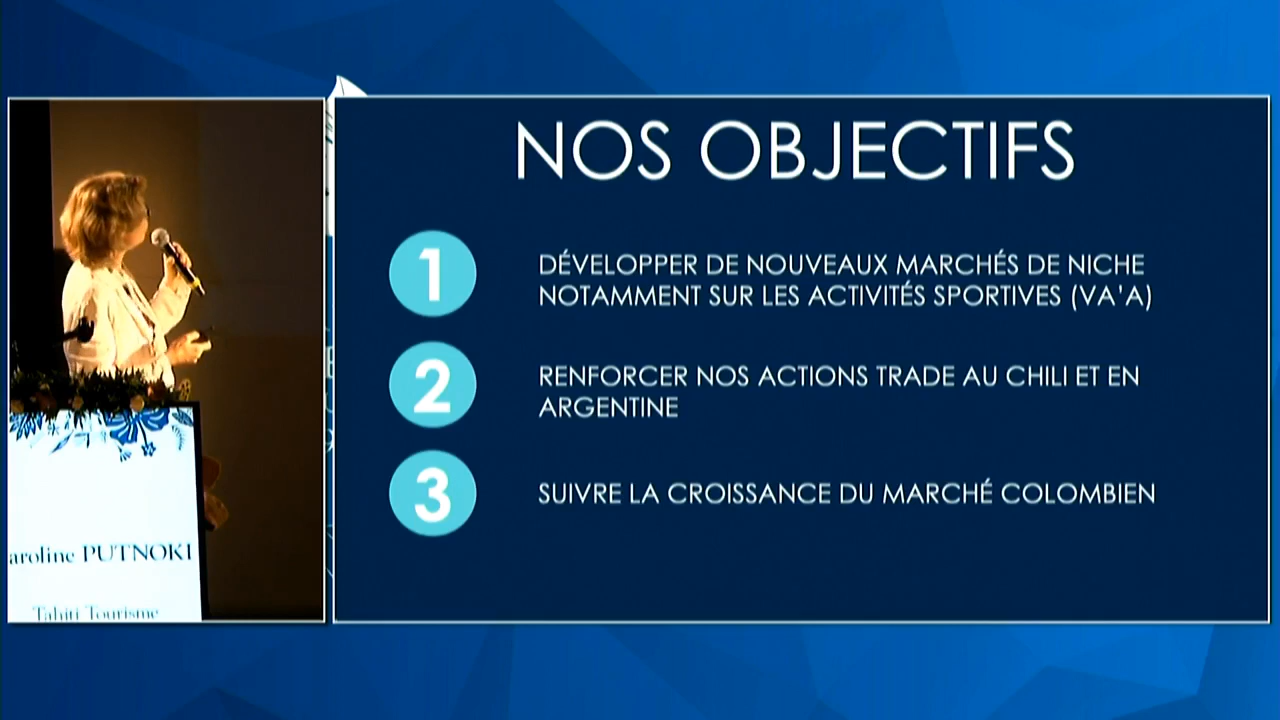 NOS OBJECTIFS
1
DÉVELOPPER DE NOUVEAUX MARCHÉS DE NICHE
NOTAMMENT SUR LES ACTIVITÉS SPORTIVES (VA'A)
2
RENFORCER NOS ACTIONS TRADE AU CHILI ET EN
ARGENTINE
3
SUIVRE LA CROISSANCE DU MARCHÉ COLOMBIEN
aroline PUTNOKI
Tahiti Tourisme